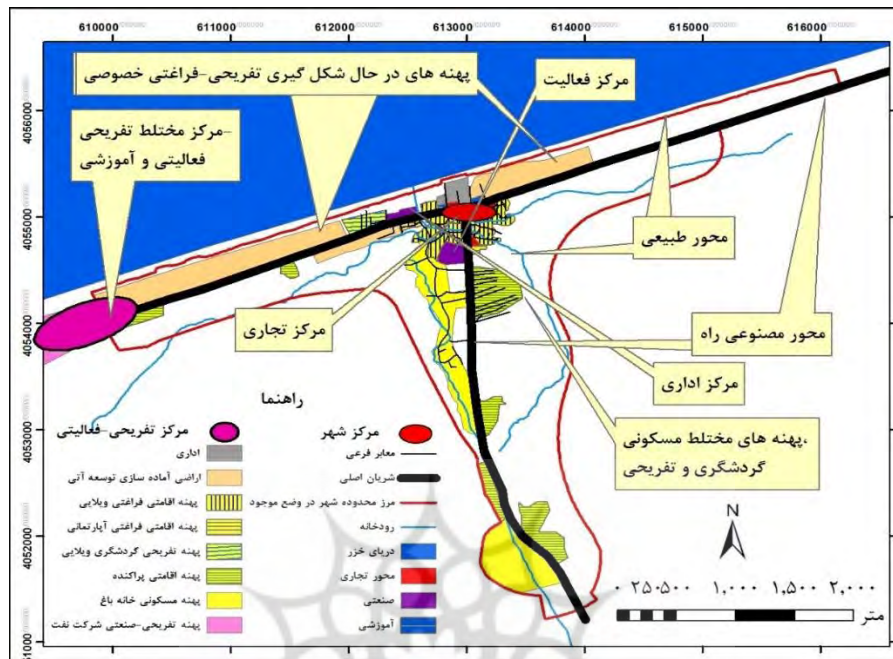 610000
611000
612000
613000
614000
615000
616000
4056000
4055000
4054000
4053000
4052000
پهنه های در حال شکل گیری تفریحی-فراغتی خصوصی
مرکز فعالیت
مرکز مختلط تفریحی-
فعالیتی و آموزشی
محور طبیعی
مرکز تجاری
محور مصنوعی راه
مرکز اداری
پهنه های مختلط مسکونی،
گردشگری و تفریحی
راهنما
مرکز شهر
معابر فرعی
شریان اصلی
مرز محدوده شهر در وضع موجود
رودخانه
دریای خزر
محور تجاری
صنعتی
آموزشی
مرکز تفریحی-فعالیتی
اداری
اراضی آماده سازی توسعه آتی
پهنه اقامتی فراغتی ویلایی
پهنه اقامتی فراغتی آپارتمانی
پهنه تفریحی گردشگری ویلایی
پهنه اقامتی پراکنده
پهنه مسکونی خانه باغ
پهنه تفریحی-صنعتی شرکت نفت
N
۰ ۲۵۰۵۰۰ ۱,۰۰۰ ۱,۵۰۰ ۲,۰۰۰
متر